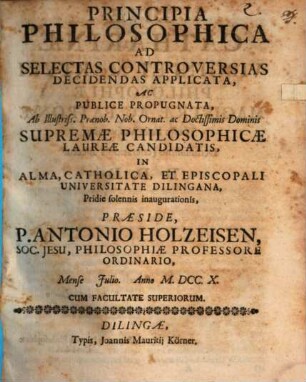 PRINCIPIA
PHILOSOPHICA
AD
SELECTAS CONTROVERSIAS
DECIDENDAS APPLICATA,
AC
PUBLICE PROPUGNATA,
Ab Illustriss. Prænob. Nob. Ornat. ac Doctissimis Dominis
SUPREMÆ PHILOSOPHICÆ
LAUREÆ CANDIDATIS,
IN
ALMA, CATHOLICA, ET EPISCOPALI
UNIVERSITATE DILINGANA,
Pridie solennis inaugurationis,
PRÆSIDE,
P. ANTONIO HOLZEISEN,
SOC. JESU, PHILOSOPHIÆ PROFESSORE
ORDINARIO,
Mense Julio. Anno M. DCC. X.
CUM FACULTATE SUPERIORUM.
DILINGÆ,
Typis, Joannis Mauritij Körner.